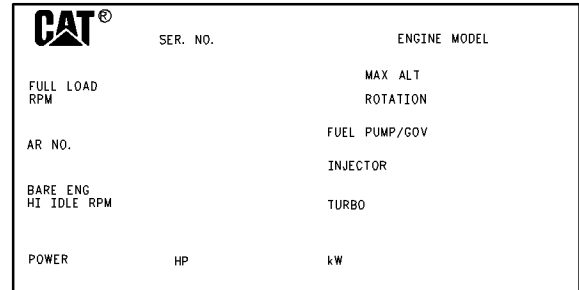 CAT®
SER. NO. ENGINE MODEL
MAX ALT
FULL LOAD
RPM ROTATION
FUEL PUMP/GOV
AR NO.
INJECTOR
BARE ENG
HI IDLE RPM TURBO
POWER HP kW